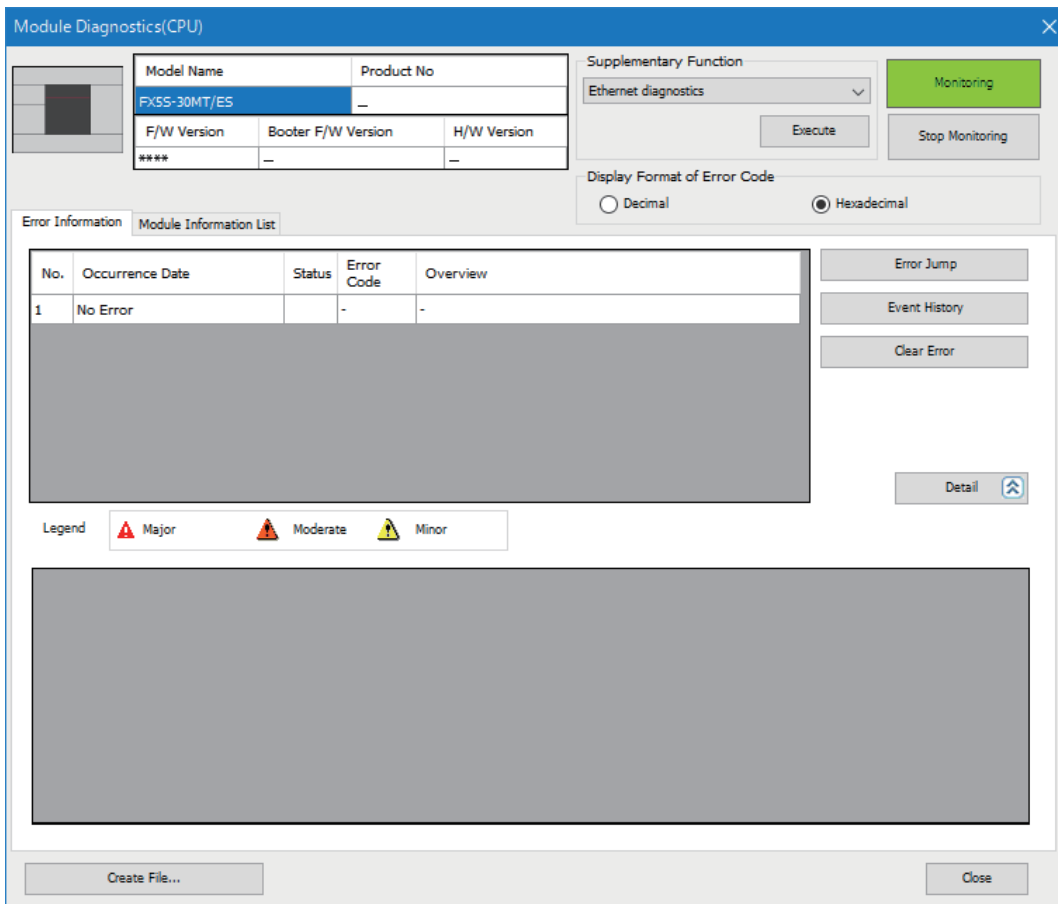 Module Diagnostics(CPU)
Model Name Product No
FX5S-30MT/ES –
F/W Version Booter F/W Version H/W Version
**** – –
Supplementary Function
Ethernet diagnostics
Execute
Monitoring
Stop Monitoring
Display Format of Error Code
Decimal Hexadecimal
Error Information Module Information List
No. Occurrence Date Status Error Code Overview
1 No Error - -
Error Jump
Event History
Clear Error
Detail
Legend Major Moderate Minor
Create File... Close